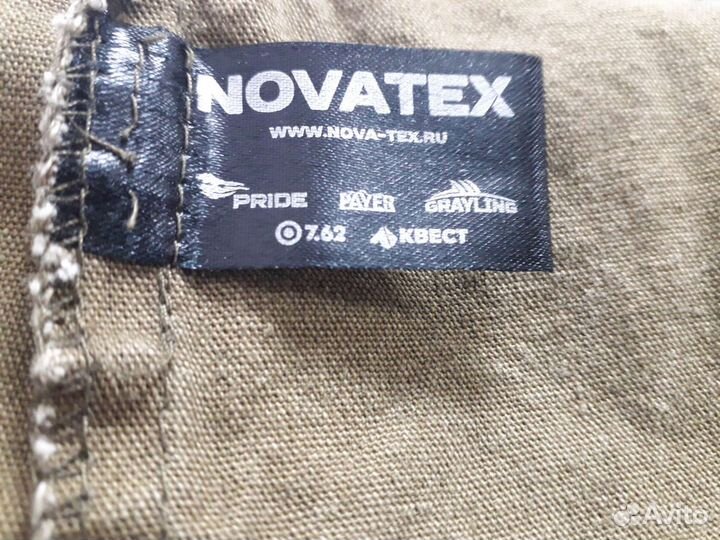 NOVATEX
WWW.NOVA-TEX.RU
PRIDE PAYER GRAYLING
7.62 КВЕСТ
Avito